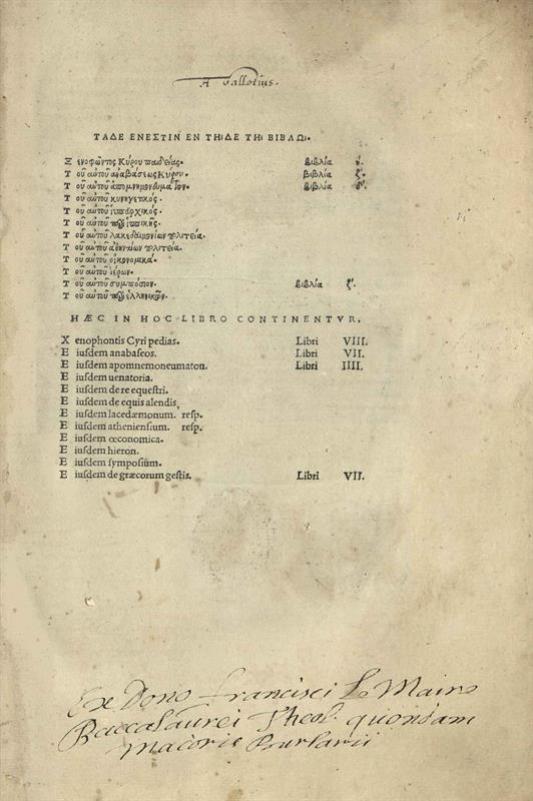 A Gallotius.
ΤΑΔΕ ΕΝΕΣΤΙΝ ΕΝ ΤΗΙΔΕ ΤΗΙ ΒΙΒΛΩΙ.
Ξενοφῶντος Κύρου παιδείας. βιβλία ή.
Τοῦ αὐτοῦ ἀναβάσεως Κύρου. βιβλία ζ'.
Τοῦ αὐτοῦ ἀπομνημονευμάτων. βιβλία δ'.
Τοῦ αὐτοῦ κυνηγετικός.
Τοῦ αὐτοῦ ἱππαρχικός.
Τοῦ αὐτοῦ περὶ ἱππικῆς.
Τοῦ αὐτοῦ λακεδαιμονίων πολιτεία.
Τοῦ αὐτοῦ ἀθηναίων πολιτεία.
Τοῦ αὐτοῦ οἰκονομικά.
Τοῦ αὐτοῦ ἱέρων.
Τοῦ αὐτοῦ συμπόσιον. βιβλία ζ'.
Τοῦ αὐτοῦ περὶ ἑλληνικῶν.
HÆC IN HOC LIBRO CONTINENTVR.
Xenophontis Cyri pedias. Libri VIII.
Eiuſdem anabaſeos. Libri VII.
Eiuſdem apomnemoneumaton. Libri IIII.
Eiuſdem uenatoria.
Eiuſdem de re equeſtri.
Eiuſdem de equis alendis
Eiuſdem lacedæmonum. reſp.
Eiuſdem athenienſium. reſp.
Eiuſdem œconomica.
Eiuſdem hieron.
Eiuſdem ſympoſium.
Eiuſdem de græcorum geſtis. Libri VII.
Ex Dono Francisci Le Maire
Baccalaurei Theol. quondam
Maioris Bursarii